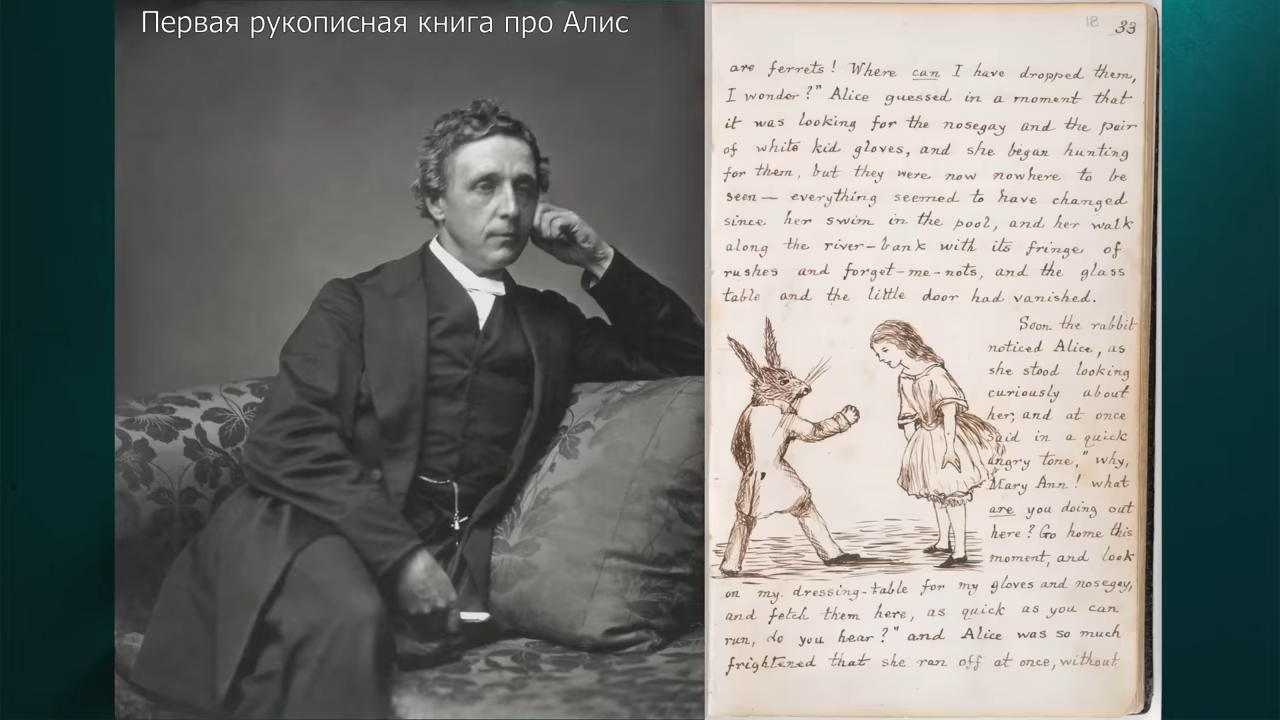 Первая рукописная книга про Алис
18
33
are ferrets! Where can I have dropped them,
I wonder?" Alice guessed in a moment that
it was looking for the nosegay and the pair
of white kid gloves, and she began hunting
for them, but they were now nowhere to be
seen — everything seemed to have changed
since her swim in the pool, and her walk
along the river-bank with its fringe of
rushes and forget-me-nots, and the glass
table and the little door had vanished.
Soon the rabbit
noticed Alice, as
she stood looking
curiously about
her, and at once
said in a quick
angry tone, "why,
Mary Ann! what
are you doing out
here? Go home this
moment, and look
on my dressing-table for my gloves and nosegay,
and fetch them here, as quick as you can
run, do you hear?" and Alice was so much
frightened that she ran off at once, without